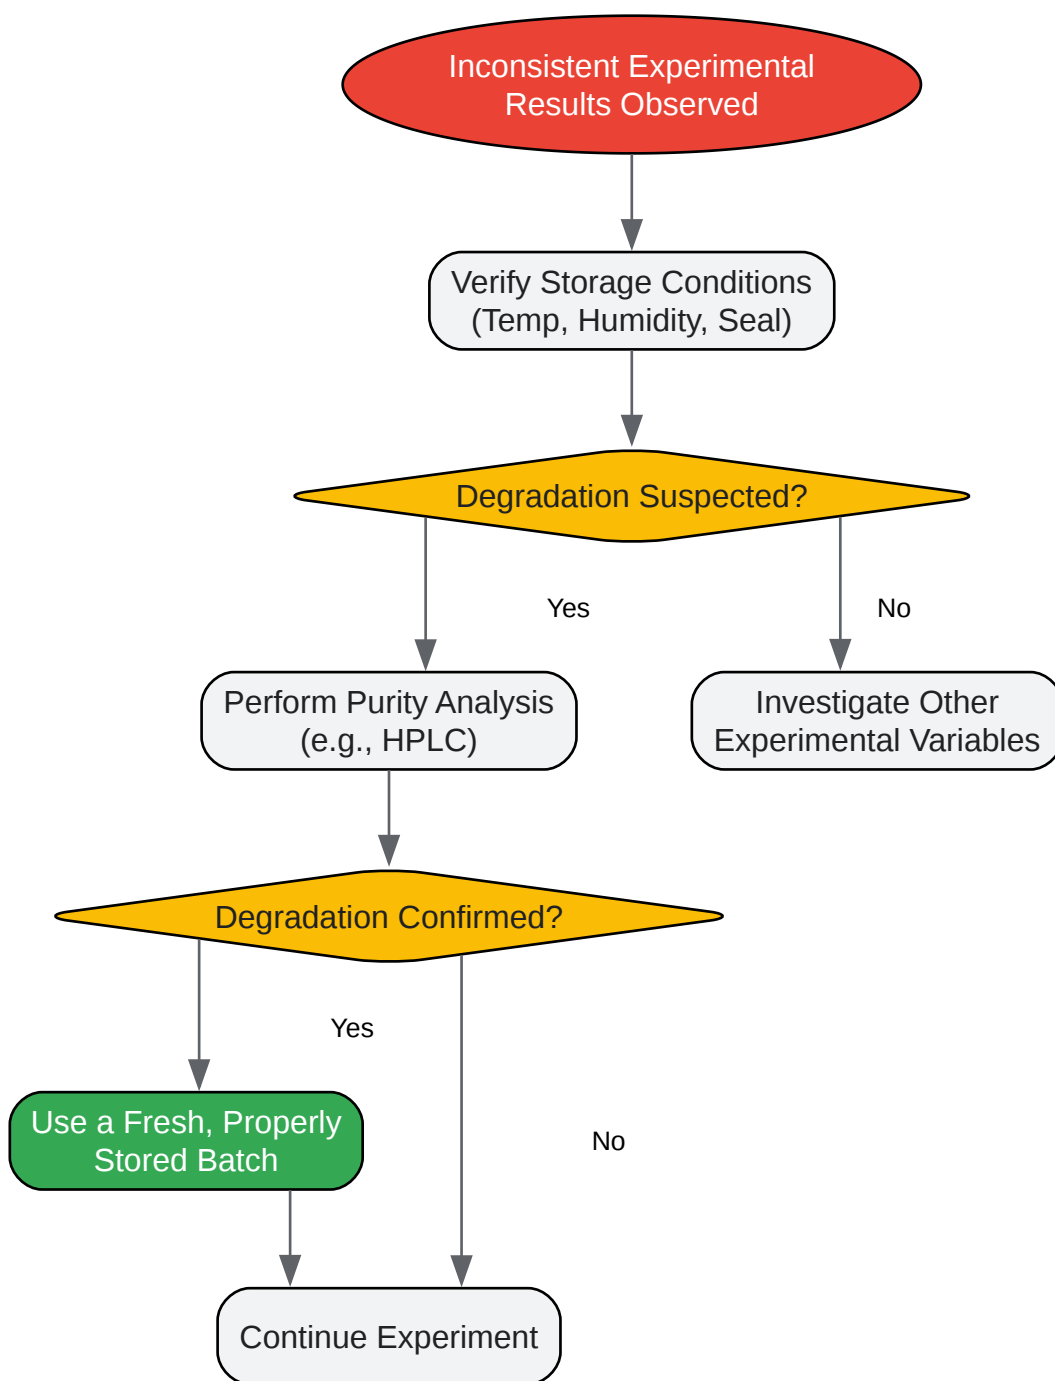 Inconsistent Experimental
Results Observed
Verify Storage Conditions
(Temp, Humidity, Seal)
Degradation Suspected?
Yes
No
Perform Purity Analysis
(e.g., HPLC)
Investigate Other
Experimental Variables
Degradation Confirmed?
Yes
Use a Fresh, Properly
Stored Batch
No
Continue Experiment